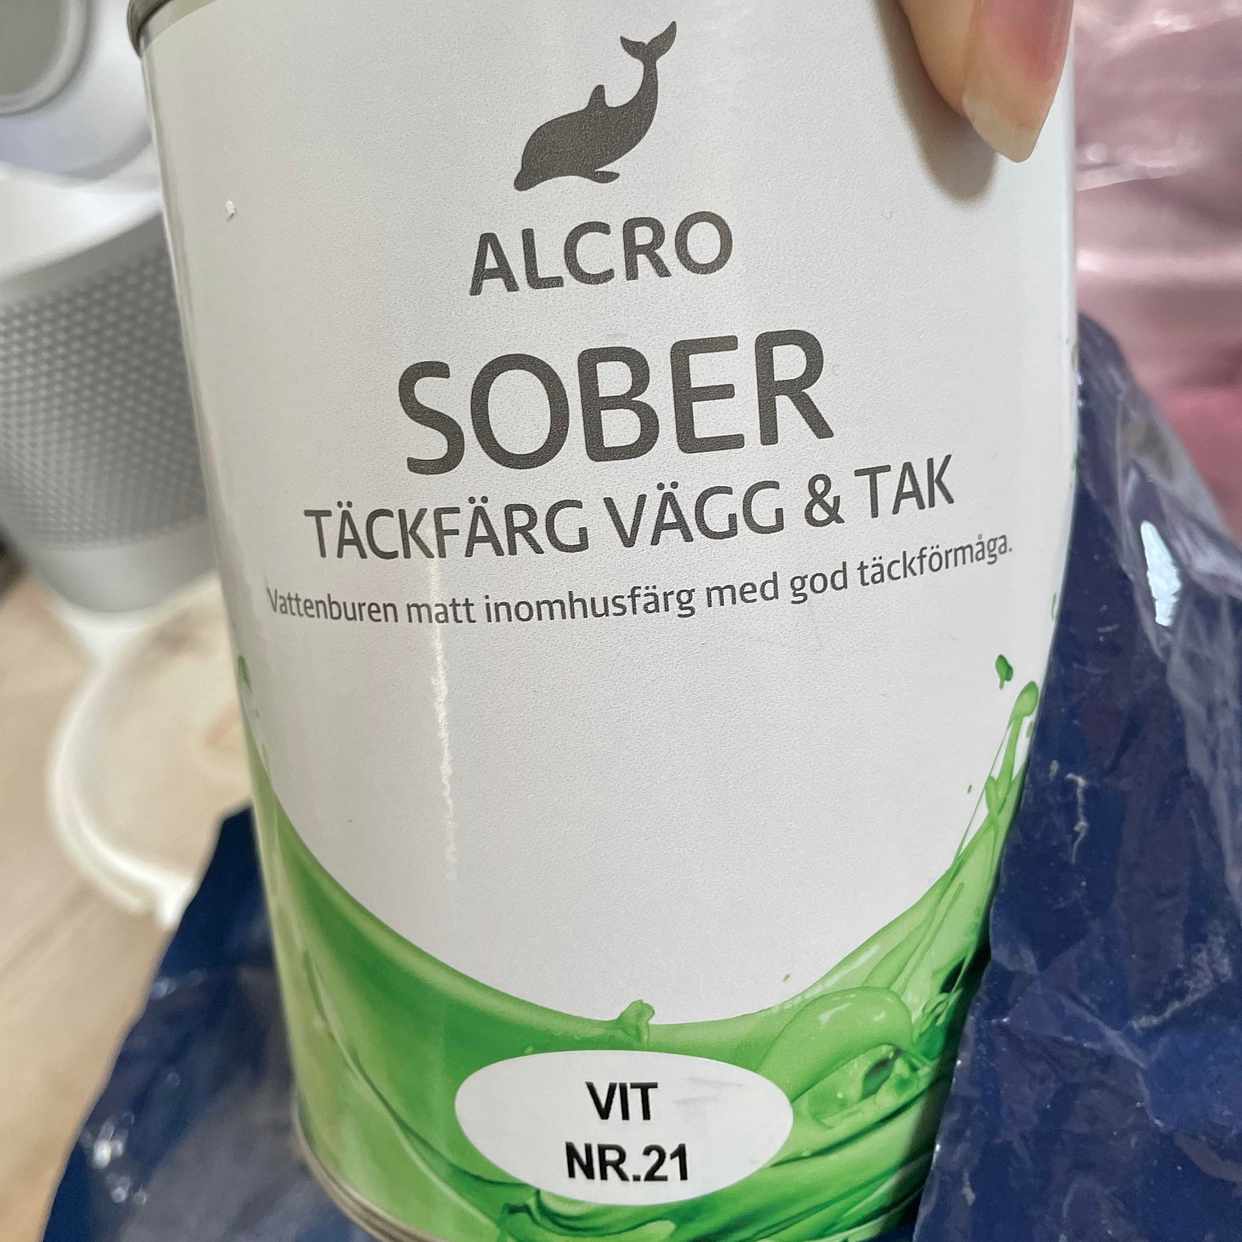 ALCRO
SOBER
TÄCKFÄRG VÄGG & TAK
Vattenburen matt inomhusfärg med god täckförmåga.
VIT
NR.21